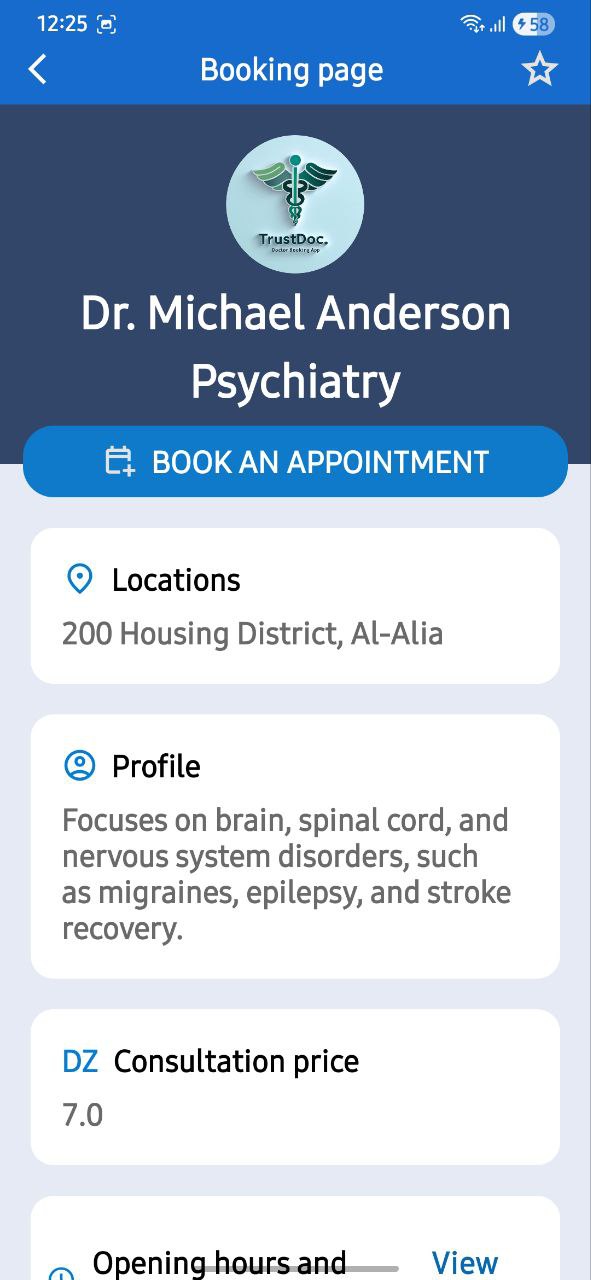 12:25
58
Booking page
TrustDoc.
Doctor Booking App
Dr. Michael Anderson
Psychiatry
BOOK AN APPOINTMENT
Locations
200 Housing District, Al-Alia
Profile
Focuses on brain, spinal cord, and
nervous system disorders, such
as migraines, epilepsy, and stroke
recovery.
DZ Consultation price
7.0
Opening hours and View